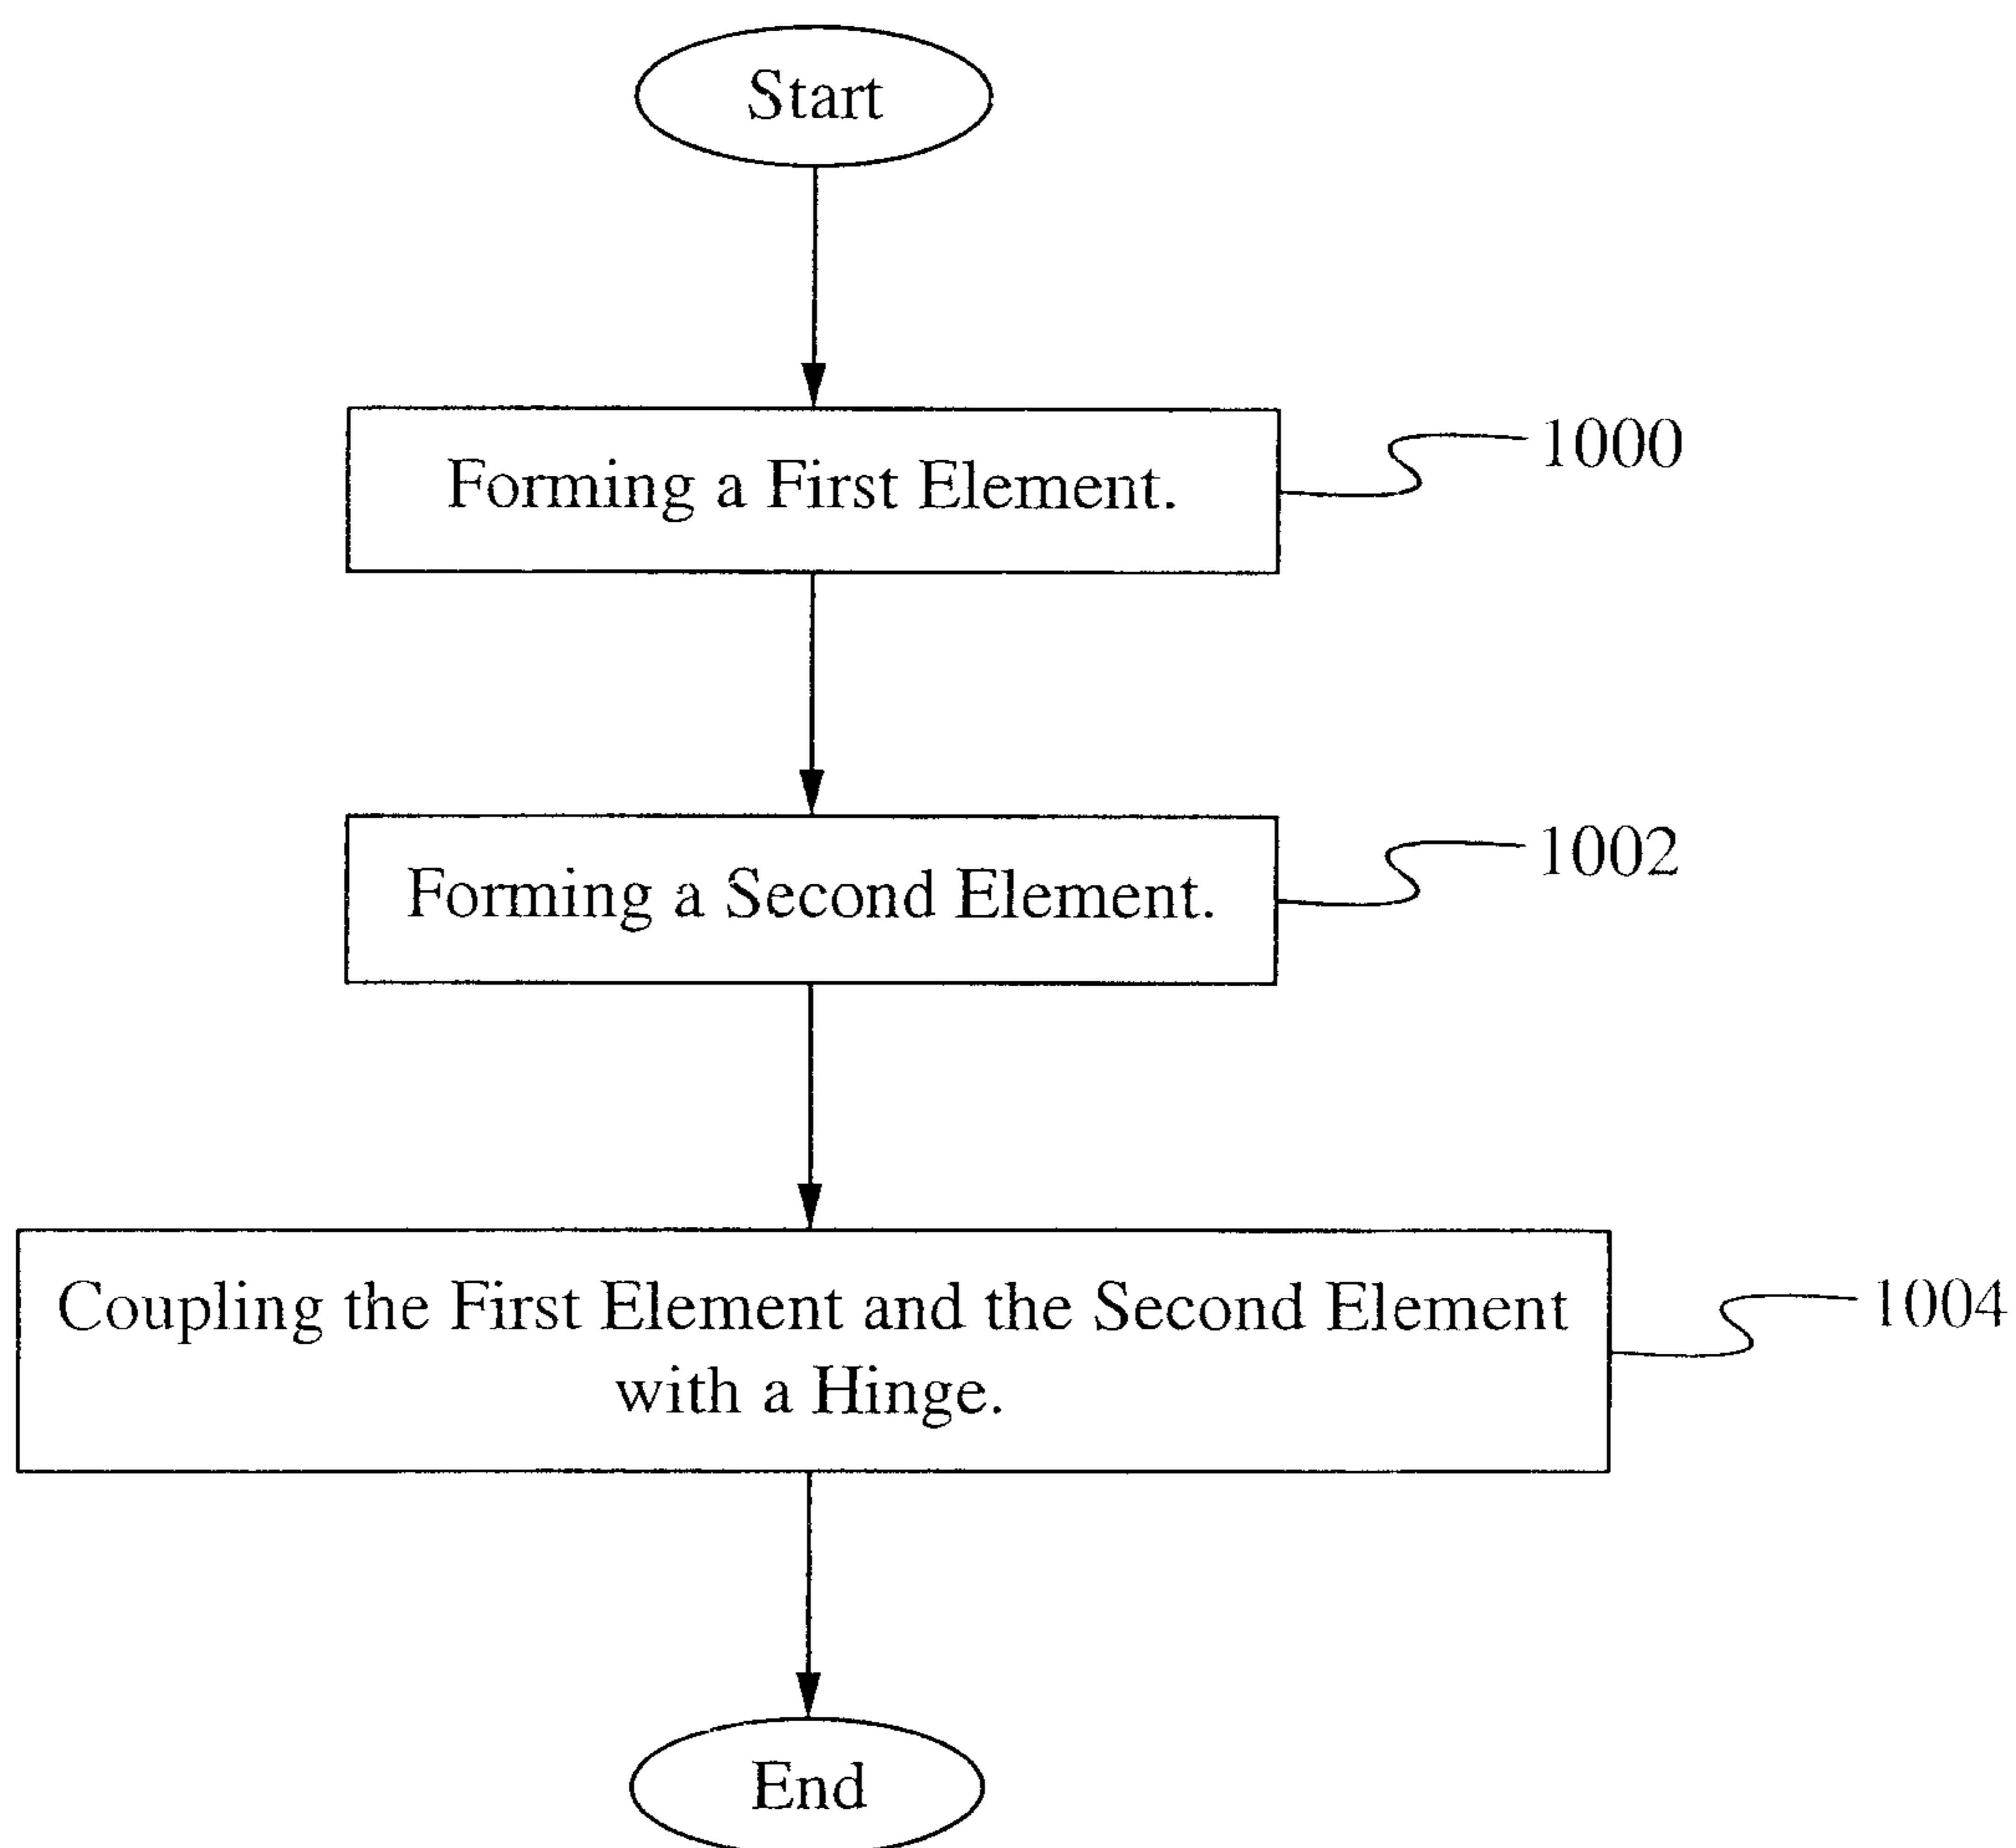 Start
Forming a First Element.
1000
Forming a Second Element.
1002
Coupling the First Element and the Second Element
with a Hinge.
1004
End